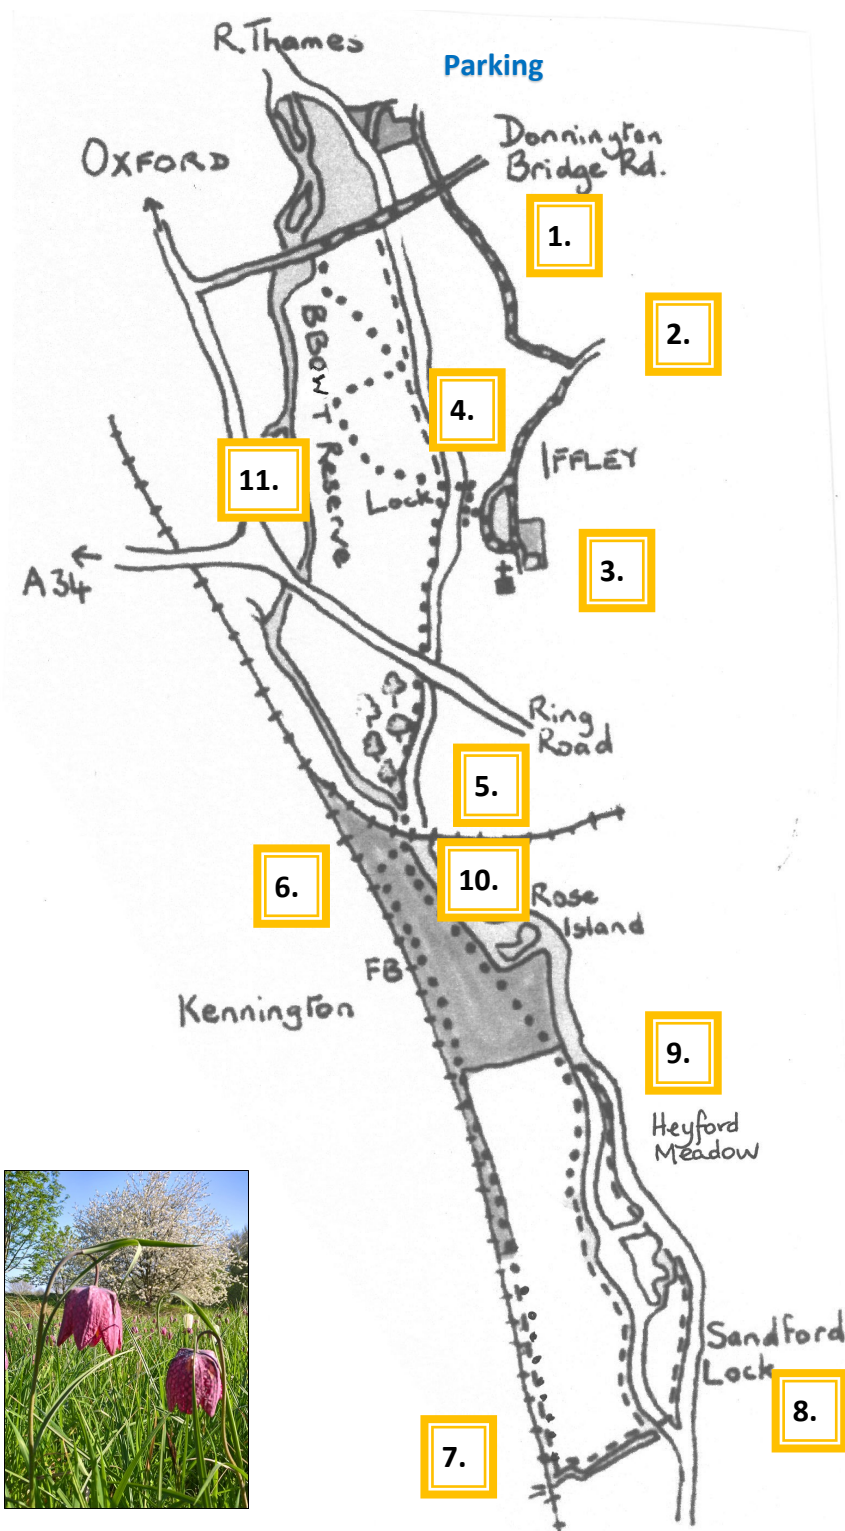 R.Thames
Parking
Donnington
Bridge Rd.
OXFORD
1.
2.
BBOWT Reserve
4.
IFFLEY
11.
Lock
3.
A34
Ring
Road
5.
6.
10.
Rose
Island
FB
Kennington
9.
Heyford
Meadow
Sandford
Lock
8.
7.